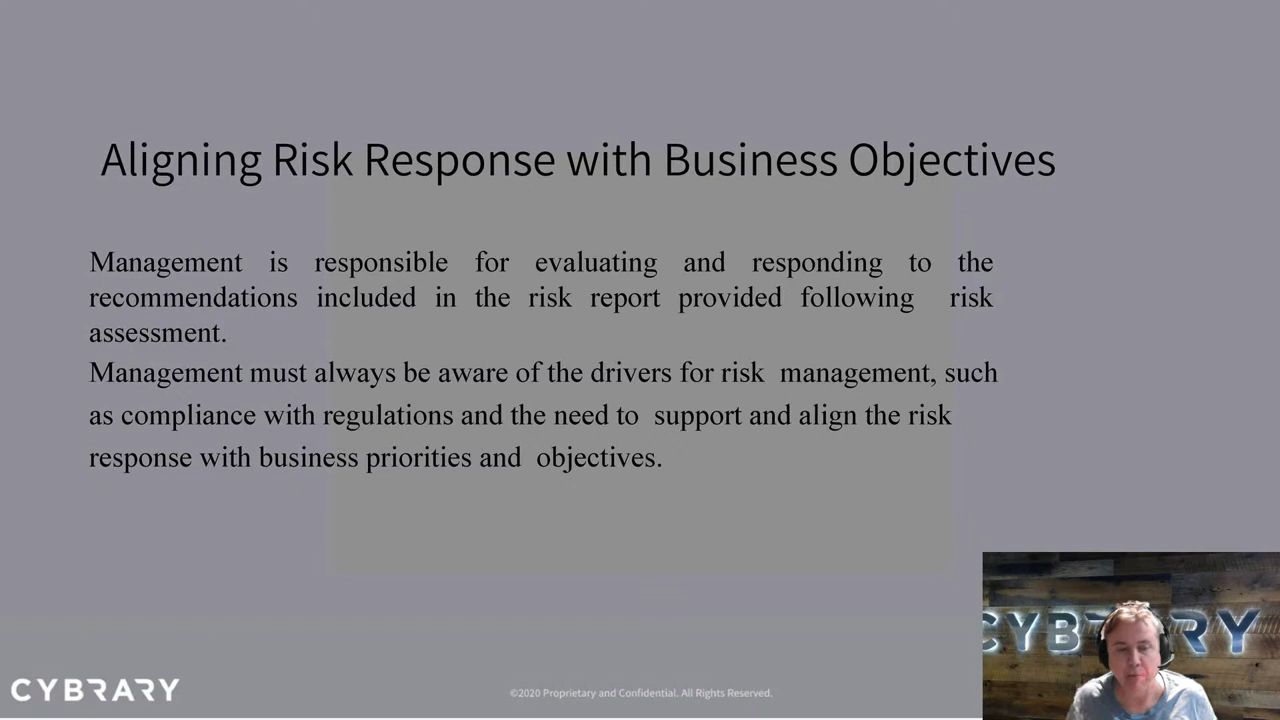 Aligning Risk Response with Business Objectives
Management is responsible for evaluating and responding to the
recommendations included in the risk report provided following risk
assessment.
Management must always be aware of the drivers for risk management, such
as compliance with regulations and the need to support and align the risk
response with business priorities and objectives.
CYBRARY
CYBRARY
©2020 Proprietary and Confidential. All Rights Reserved.